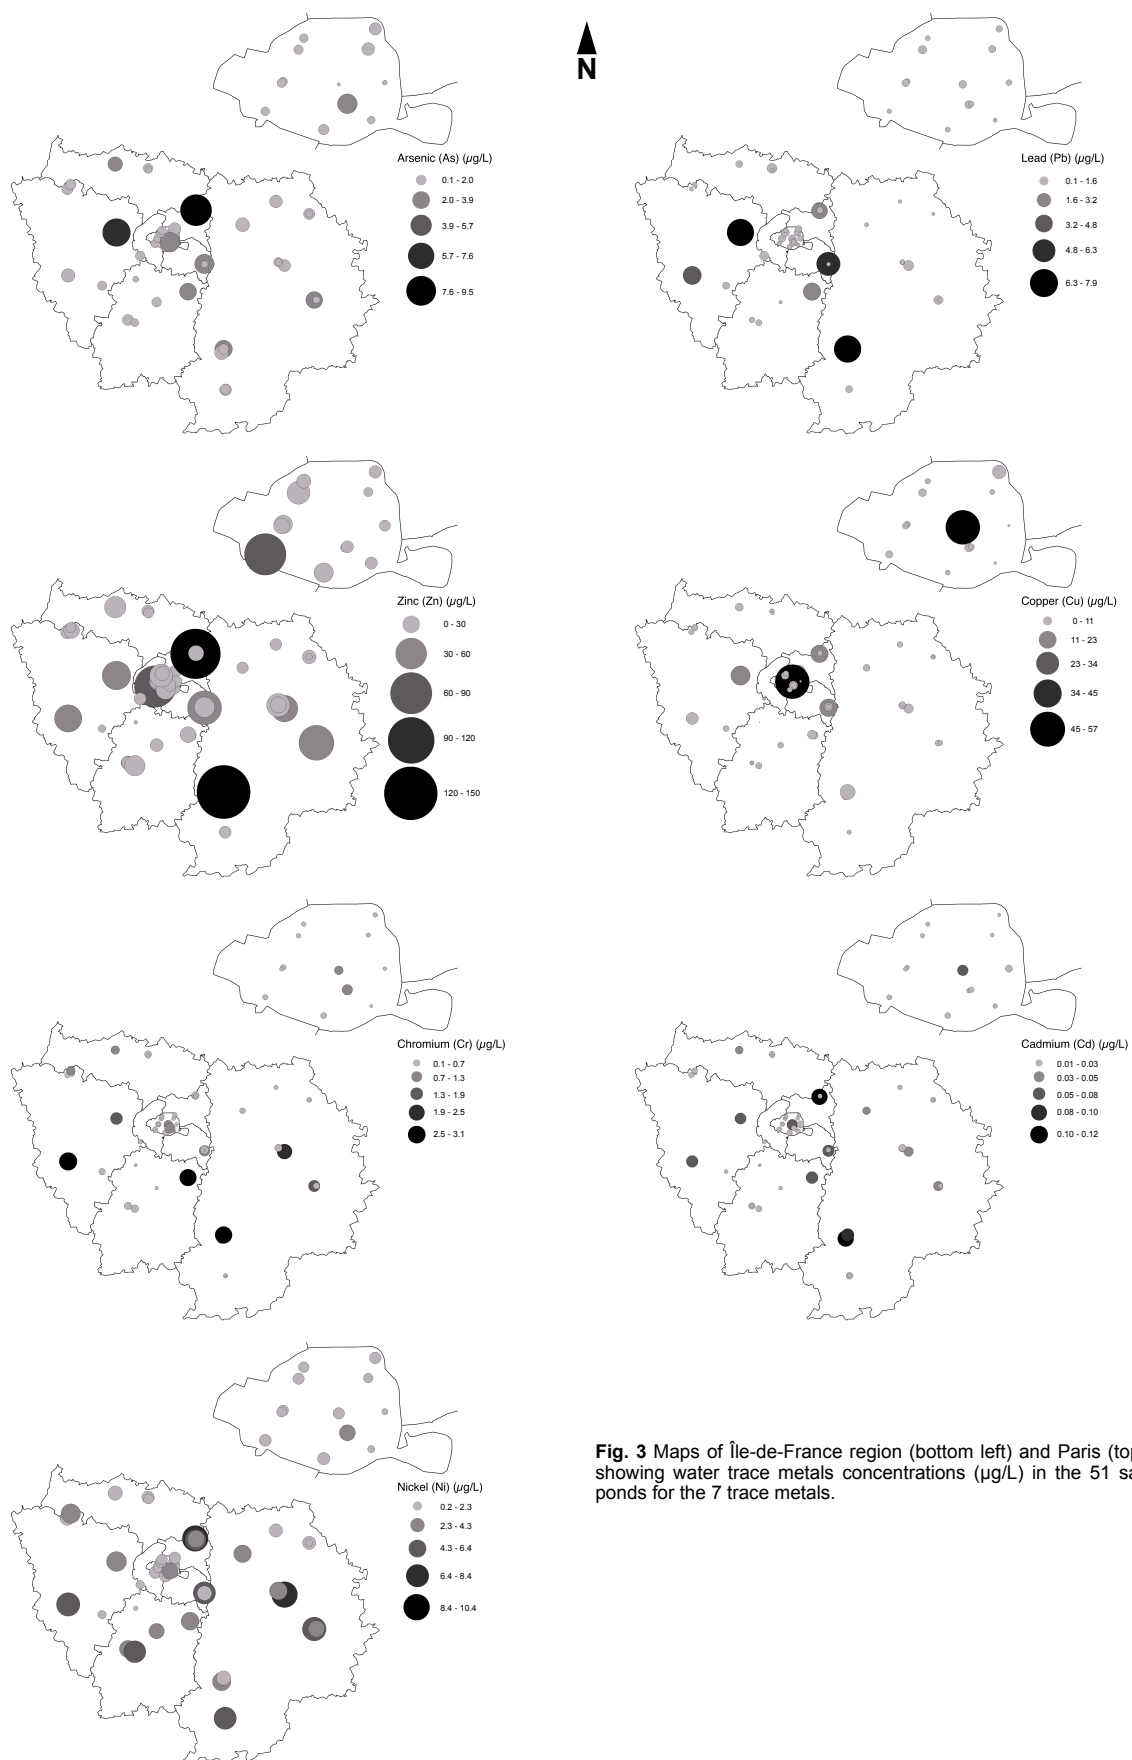 N
Arsenic (As) (µg/L)
0.1 - 2.0
2.0 - 3.9
3.9 - 5.7
5.7 - 7.6
7.6 - 9.5
Lead (Pb) (µg/L)
0.1 - 1.6
1.6 - 3.2
3.2 - 4.8
4.8 - 6.3
6.3 - 7.9
Zinc (Zn) (µg/L)
0 - 30
30 - 60
60 - 90
90 - 120
120 - 150
Copper (Cu) (µg/L)
0 - 11
11 - 23
23 - 34
34 - 45
45 - 57
Chromium (Cr) (µg/L)
0.1 - 0.7
0.7 - 1.3
1.3 - 1.9
1.9 - 2.5
2.5 - 3.1
Cadmium (Cd) (µg/L)
0.01 - 0.03
0.03 - 0.05
0.05 - 0.08
0.08 - 0.10
0.10 - 0.12
Nickel (Ni) (µg/L)
0.2 - 2.3
2.3 - 4.3
4.3 - 6.4
6.4 - 8.4
8.4 - 10.4
Fig. 3 Maps of Île-de-France region (bottom left) and Paris (top
showing water trace metals concentrations (µg/L) in the 51 sa
ponds for the 7 trace metals.